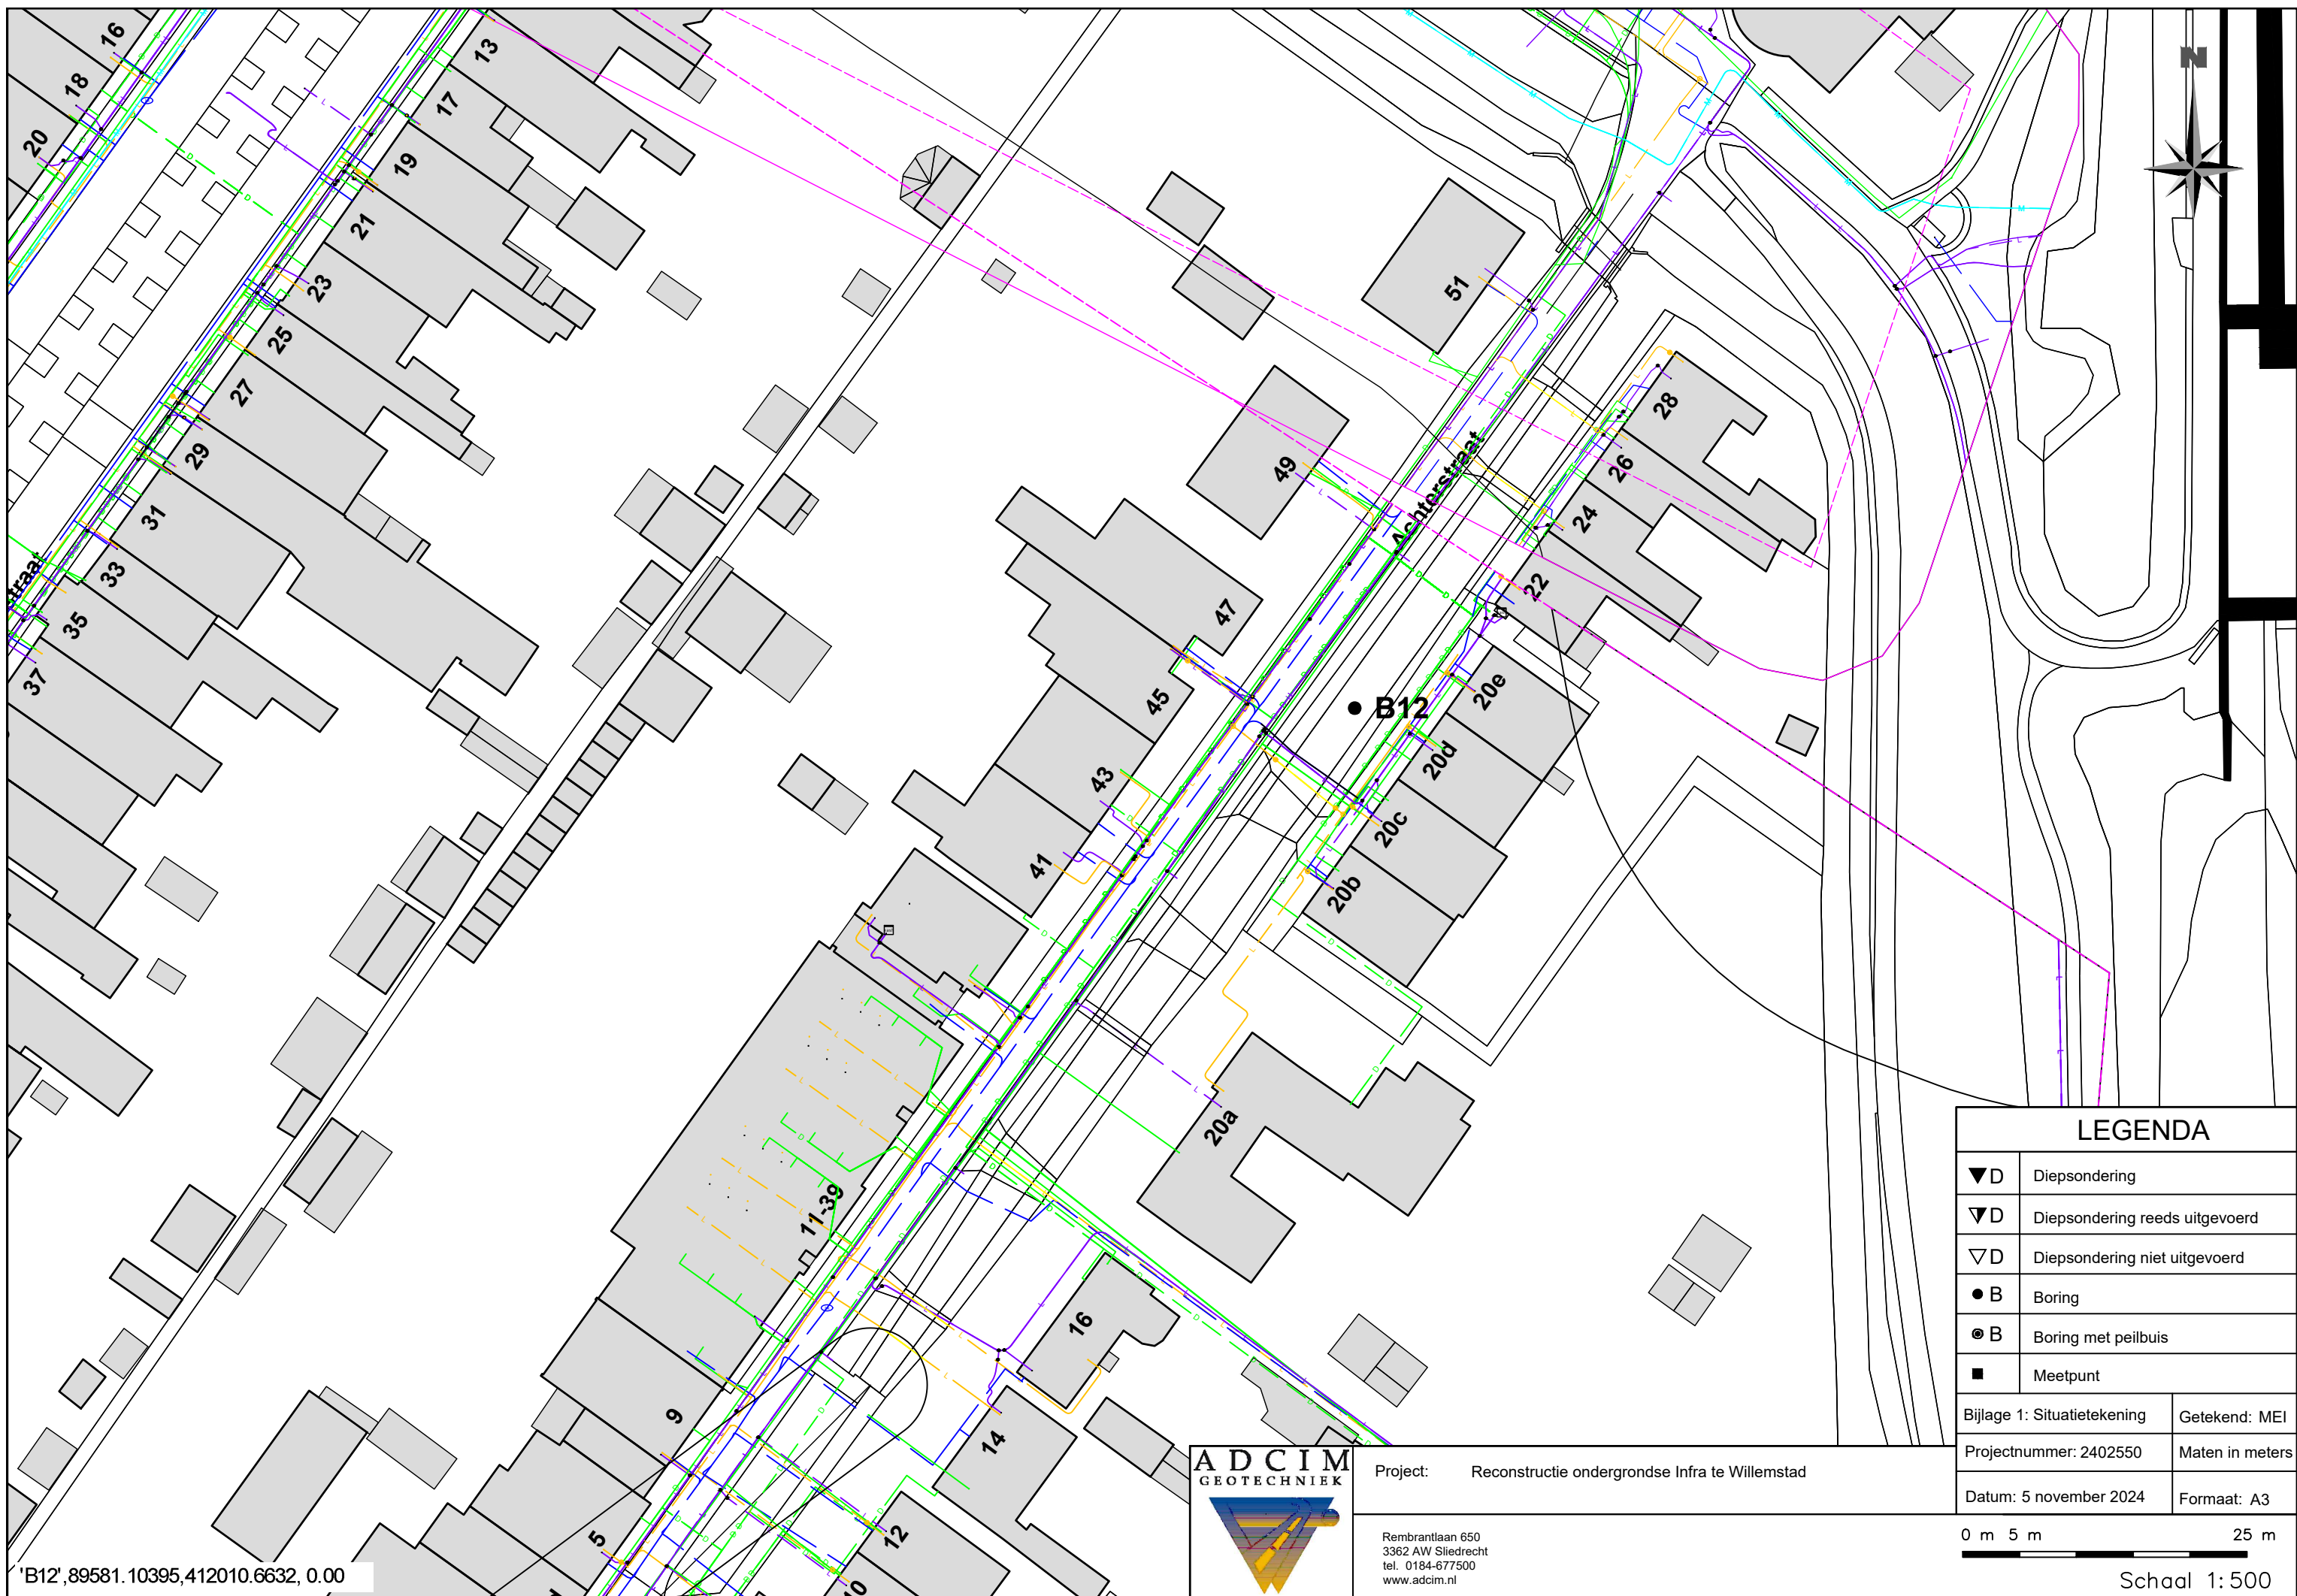 16
18
20
13
17
19
21
23
25
27
29
31
33
35
37
N
51
49
47
45
43
41
Achterstraat
28
26
24
22
20e
20d
20c
20b
20a
B12
11-39
16
14
12
10
9
5
LEGENDA
D Diepsondering
D Diepsondering reeds uitgevoerd
D Diepsondering niet uitgevoerd
B Boring
B Boring met peilbuis
Meetpunt
Bijlage 1: Situatietekening
Getekend: MEI
Projectnummer: 2402550
Maten in meters
Datum: 5 november 2024
Formaat: A3
0 m 5 m 25 m
Schaal 1:500
ADCIM
GEOTECHNIEK
Project: Reconstructie ondergrondse Infra te Willemstad
Rembrantlaan 650
3362 AW Sliedrecht
tel. 0184-677500
www.adcim.nl
'B12',89581.10395,412010.6632, 0.00